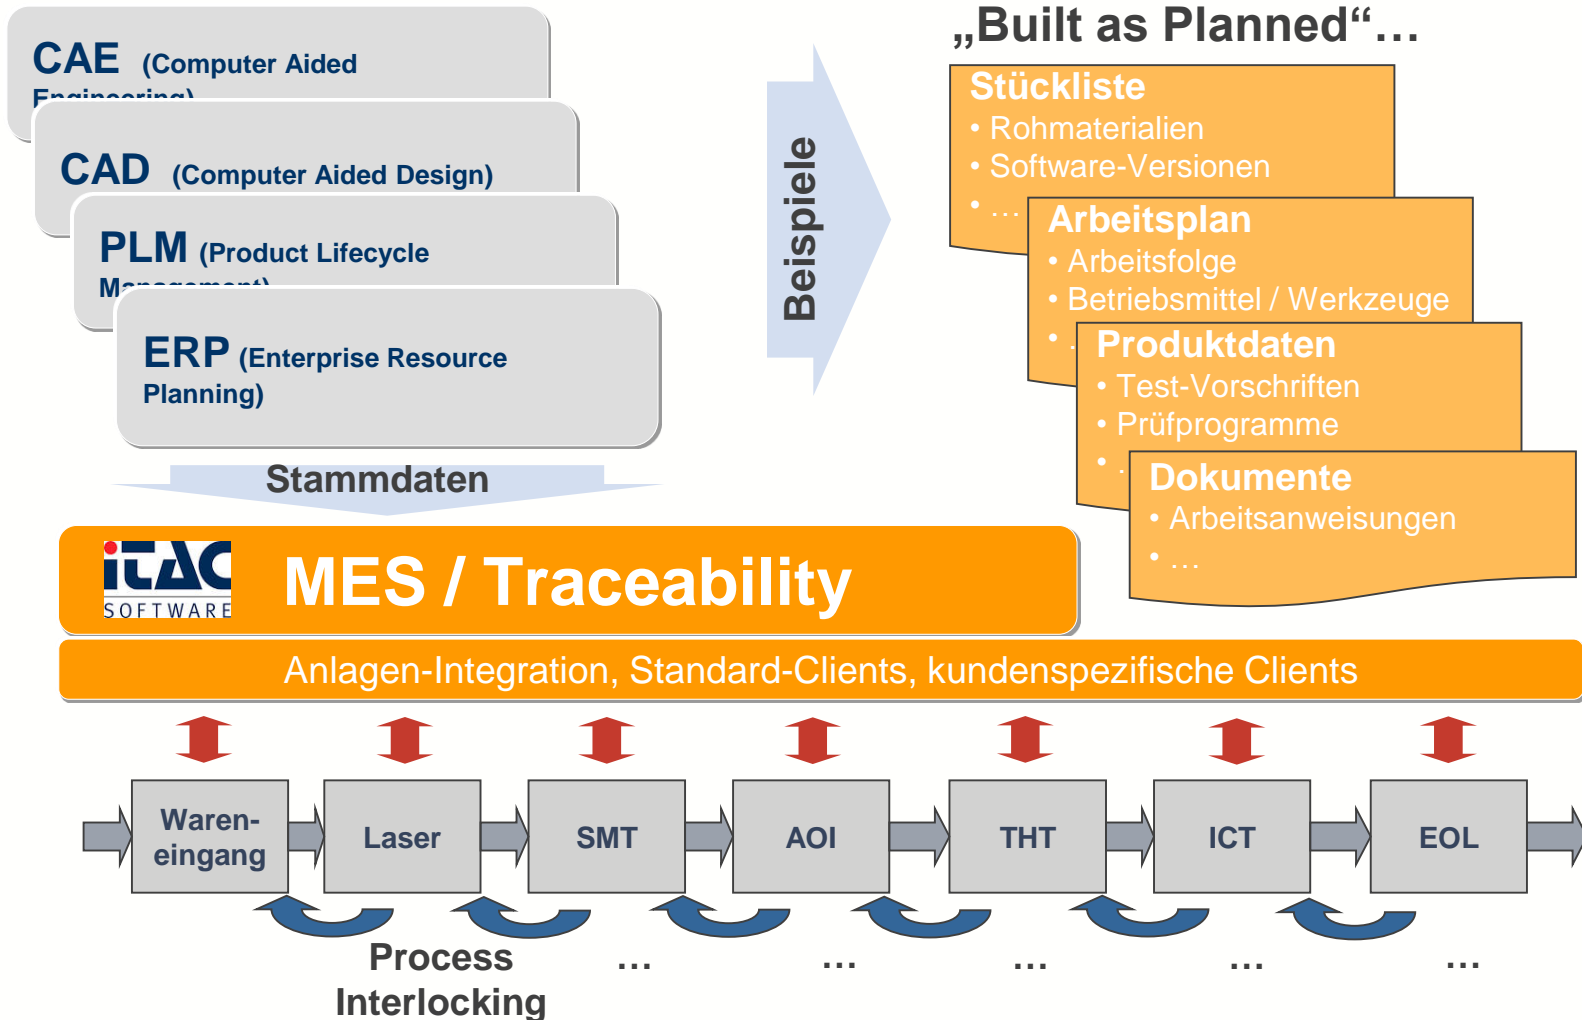 CAE (Computer Aided
Engineering)
CAD (Computer Aided Design)
PLM (Product Lifecycle
Management)
ERP (Enterprise Resource
Planning)
Stammdaten
Beispiele
„Built as Planned“…
Stückliste
• Rohmaterialien
• Software-Versionen
• …
Arbeitsplan
• Arbeitsfolge
• Betriebsmittel / Werkzeuge
• …
Produktdaten
• Test-Vorschriften
• Prüfprogramme
• …
Dokumente
• Arbeitsanweisungen
• …
iTAC
SOFTWARE
MES / Traceability
Anlagen-Integration, Standard-Clients, kundenspezifische Clients
Waren-
eingang
Laser
SMT
AOI
THT
ICT
EOL
Process
Interlocking
… … … … …